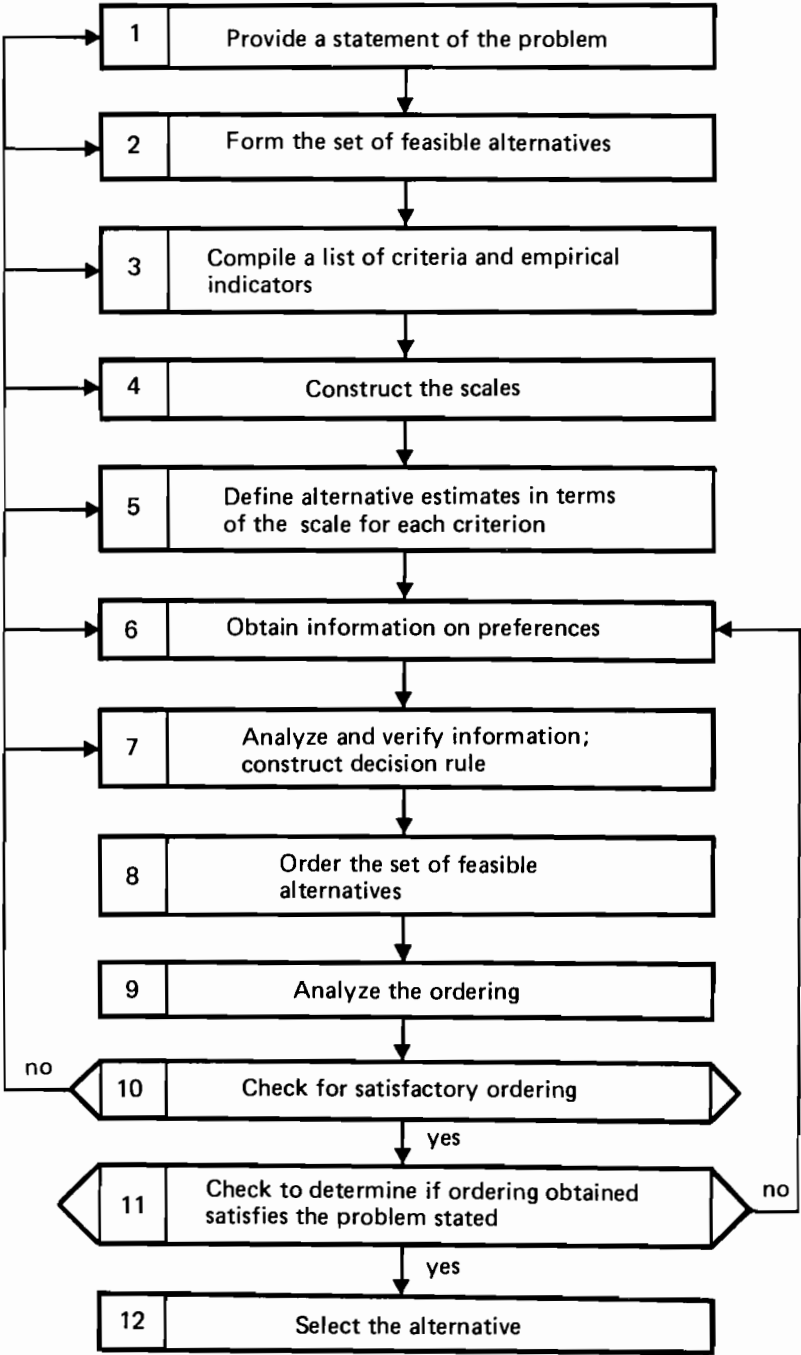 1 Provide a statement of the problem
2 Form the set of feasible alternatives
3 Compile a list of criteria and empirical
indicators
4 Construct the scales
5 Define alternative estimates in terms
of the scale for each criterion
6 Obtain information on preferences
7 Analyze and verify information;
construct decision rule
8 Order the set of feasible
alternatives
9 Analyze the ordering
no
10 Check for satisfactory ordering
yes
11 Check to determine if ordering obtained
satisfies the problem stated
no
yes
12 Select the alternative